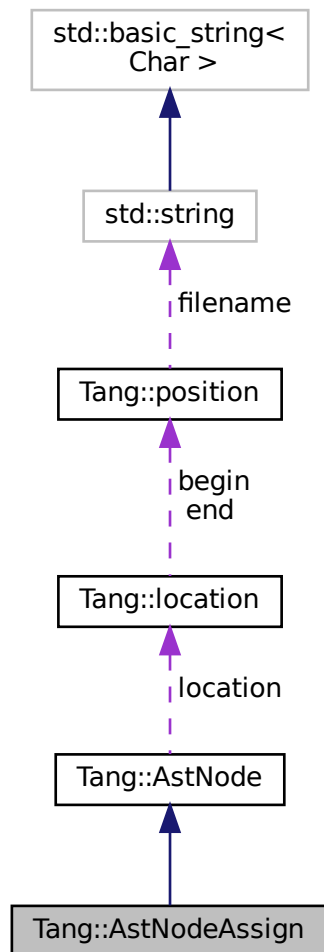 std::basic_string<
Char >
std::string
filename
Tang::position
begin
end
Tang::location
location
Tang::AstNode
Tang::AstNodeAssign